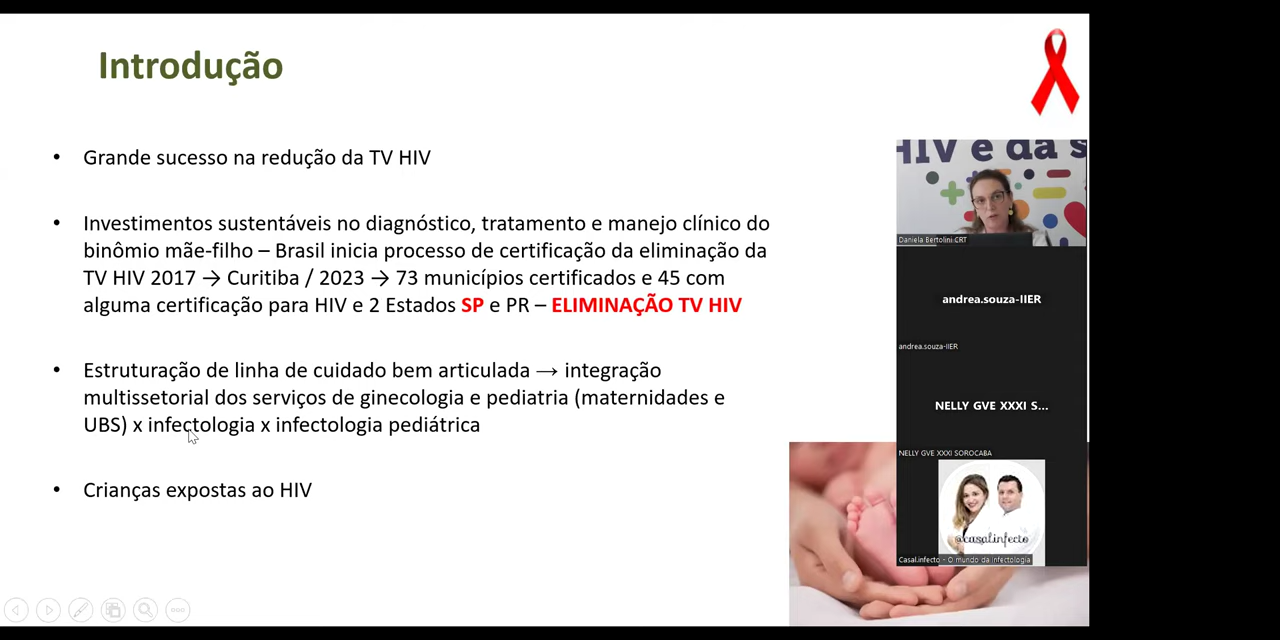 Introdução
• Grande sucesso na redução da TV HIV
• Investimentos sustentáveis no diagnóstico, tratamento e manejo clínico do
binômio mãe-filho – Brasil inicia processo de certificação da eliminação da
TV HIV 2017 → Curitiba / 2023 → 73 municípios certificados e 45 com
alguma certificação para HIV e 2 Estados SP e PR – ELIMINAÇÃO TV HIV
• Estruturação de linha de cuidado bem articulada → integração
multissetorial dos serviços de ginecologia e pediatria (maternidades e
UBS) x infectologia x infectologia pediátrica
• Crianças expostas ao HIV
HIV e da s
Daniela Bertolini CRT
andrea.souza-IIER
andrea.souza-IIER
NELLY GVE XXXI S...
NELLY GVE XXXI SOROCABA
@casal.infecto
Casal.infecto - O mundo da infectologia